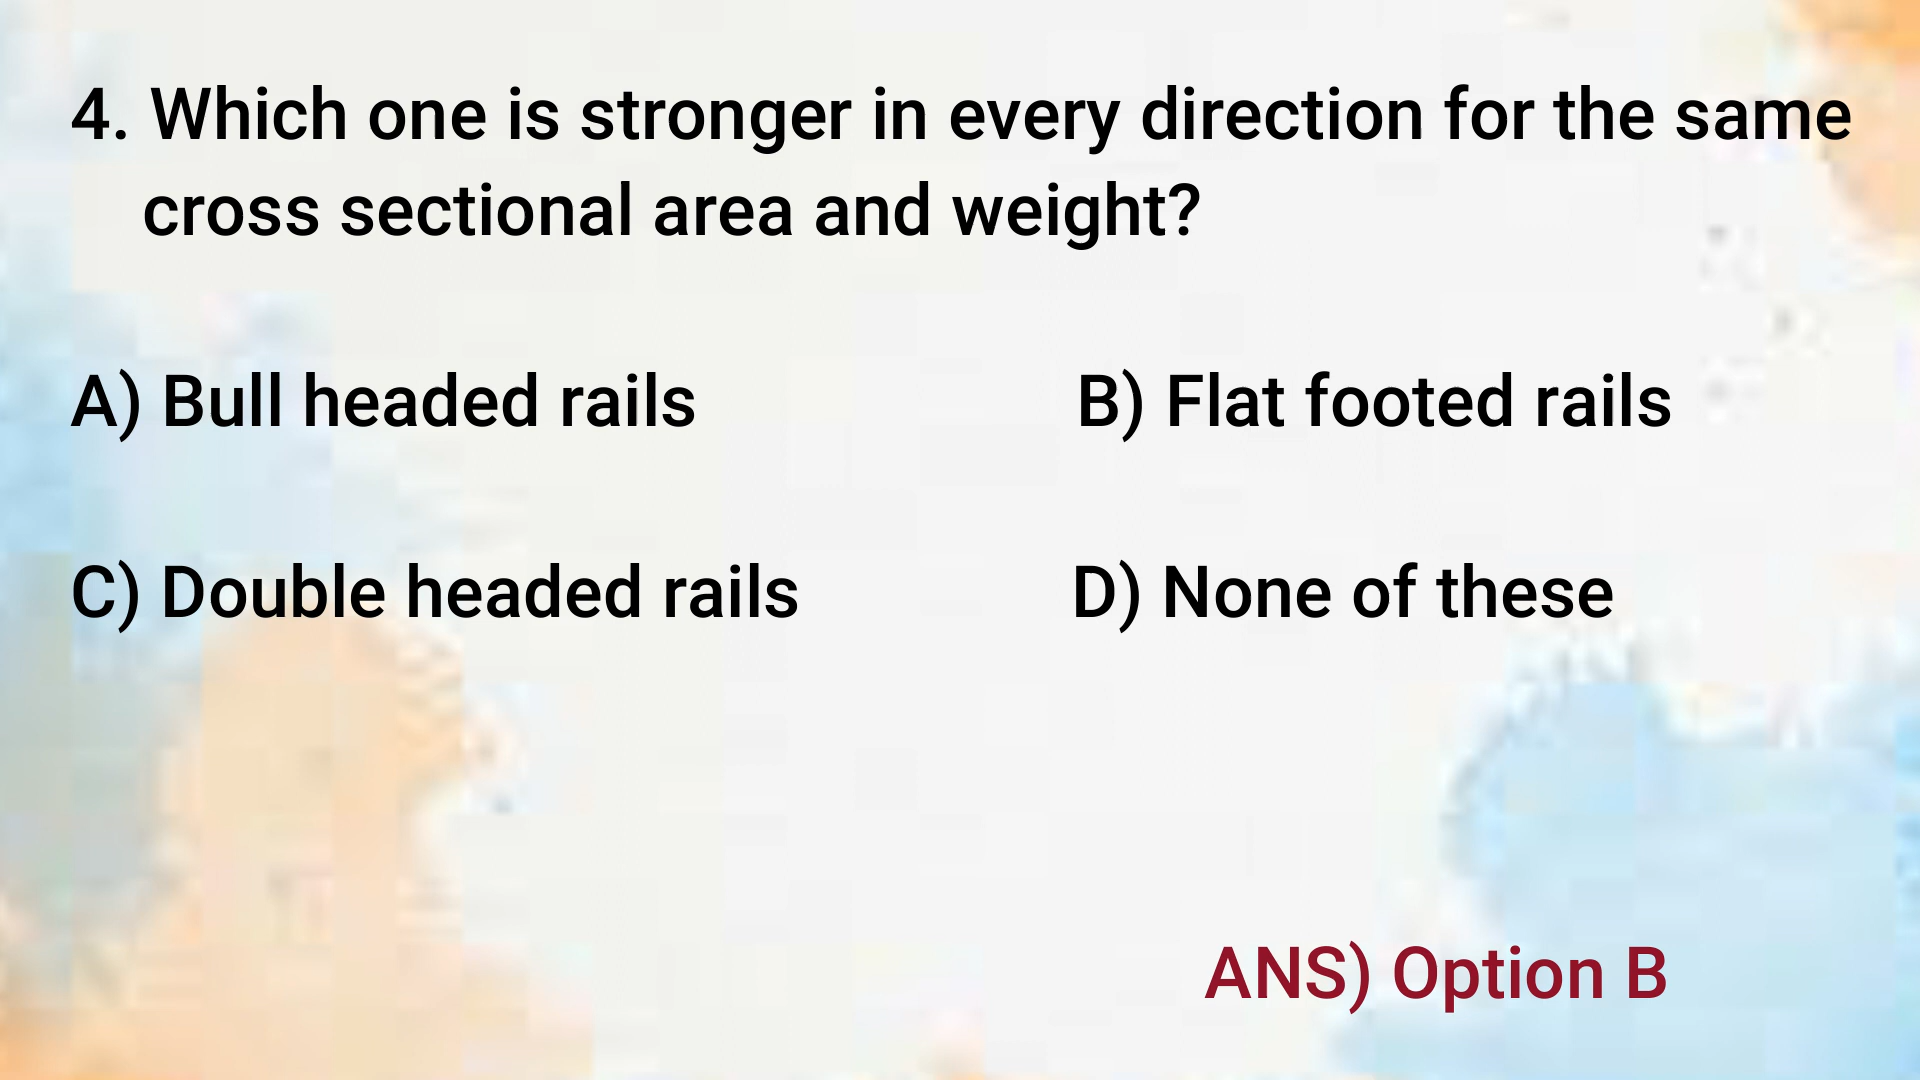 4. Which one is stronger in every direction for the same
cross sectional area and weight?
A) Bull headed rails
B) Flat footed rails
C) Double headed rails
D) None of these
ANS) Option B